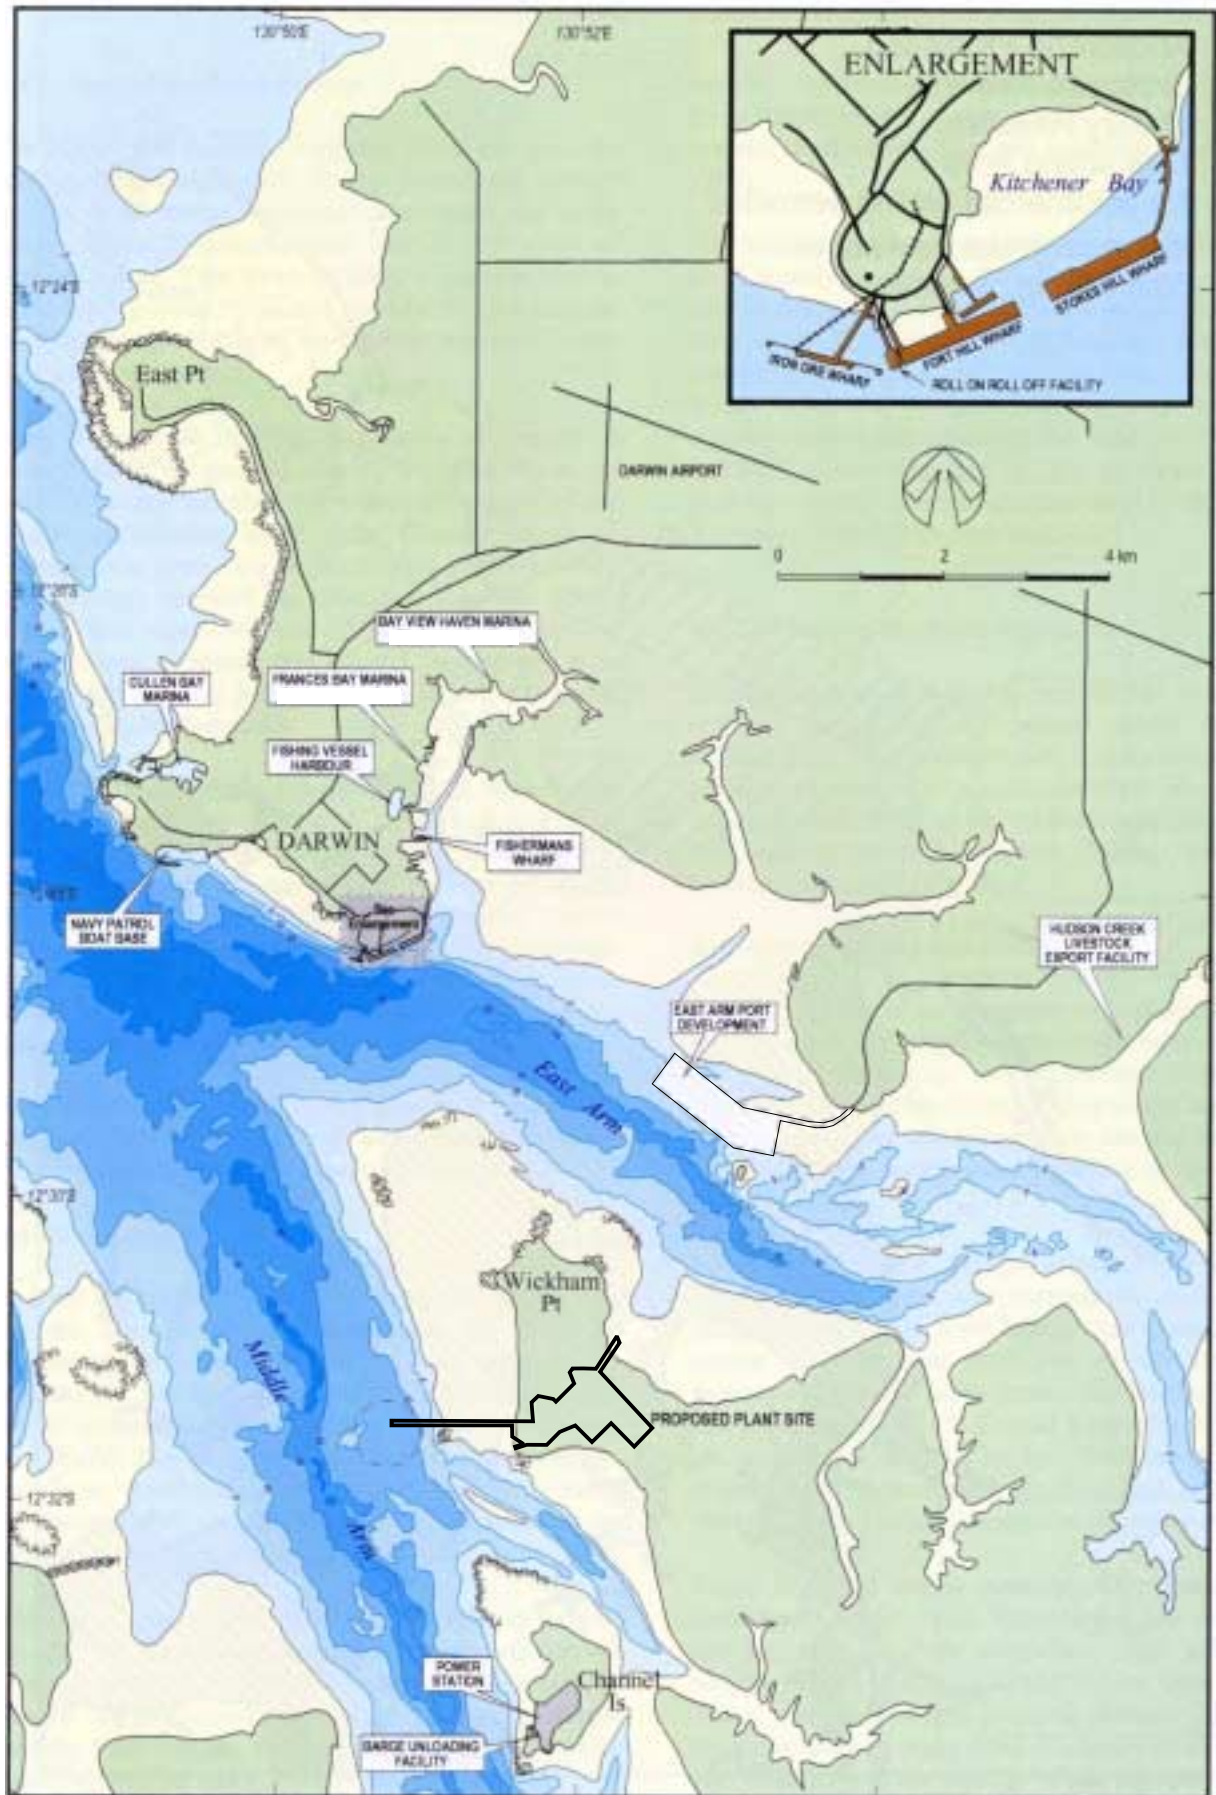 130°50'E
130°52'E
ENLARGEMENT
Kitchener Bay
STOKES HILL WHARF
FORT HILL WHARF
IRON ORE WHARF
ROLL ON ROLL OFF FACILITY
12°24'S
East Pt
DARWIN AIRPORT
0 2 4 km
12°26'S
BAY VIEW HAVEN MARINA
CULLEN BAY
MARINA
FRANCES BAY MARINA
FISHING VESSEL
HARBOUR
DARWIN
FISHERMANS
WHARF
See
Enlargement
NAVY PATROL
BOAT BASE
HUDSON CREEK
LIVESTOCK
EXPORT FACILITY
EAST ARM PORT
DEVELOPMENT
East Arm
12°30'S
Wickham
Pt
Middle
Arm
PROPOSED PLANT SITE
12°32'S
POWER
STATION
Channel
Is
BARGE UNLOADING
FACILITY